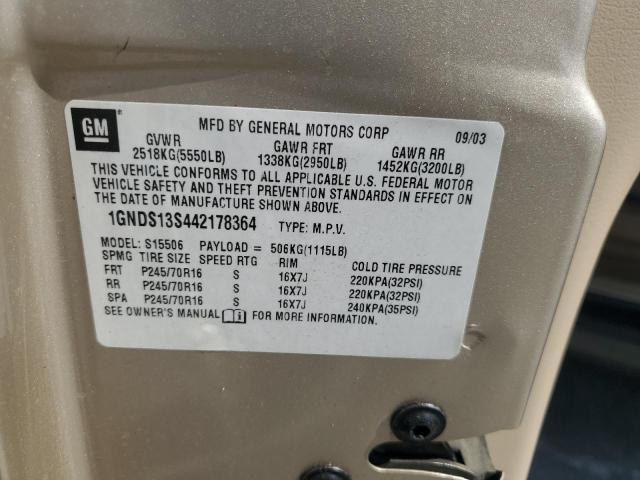 GM
MFD BY GENERAL MOTORS CORP 09/03
GVWR GAWR FRT GAWR RR
2518KG(5550LB) 1338KG(2950LB) 1452KG(3200LB)
THIS VEHICLE CONFORMS TO ALL APPLICABLE U.S. FEDERAL MOTOR
VEHICLE SAFETY AND THEFT PREVENTION STANDARDS IN EFFECT ON
THE DATE OF MANUFACTURE SHOWN ABOVE.
1GNDS13S442178364 TYPE: M.P.V.
MODEL: S15506 PAYLOAD = 506KG(1115LB)
SPMG TIRE SIZE SPEED RTG RIM COLD TIRE PRESSURE
FRT P245/70R16 S 16X7J 220KPA(32PSI)
RR P245/70R16 S 16X7J 220KPA(32PSI)
SPA P245/70R16 S 16X7J 240KPA(35PSI)
SEE OWNER'S MANUAL FOR MORE INFORMATION.